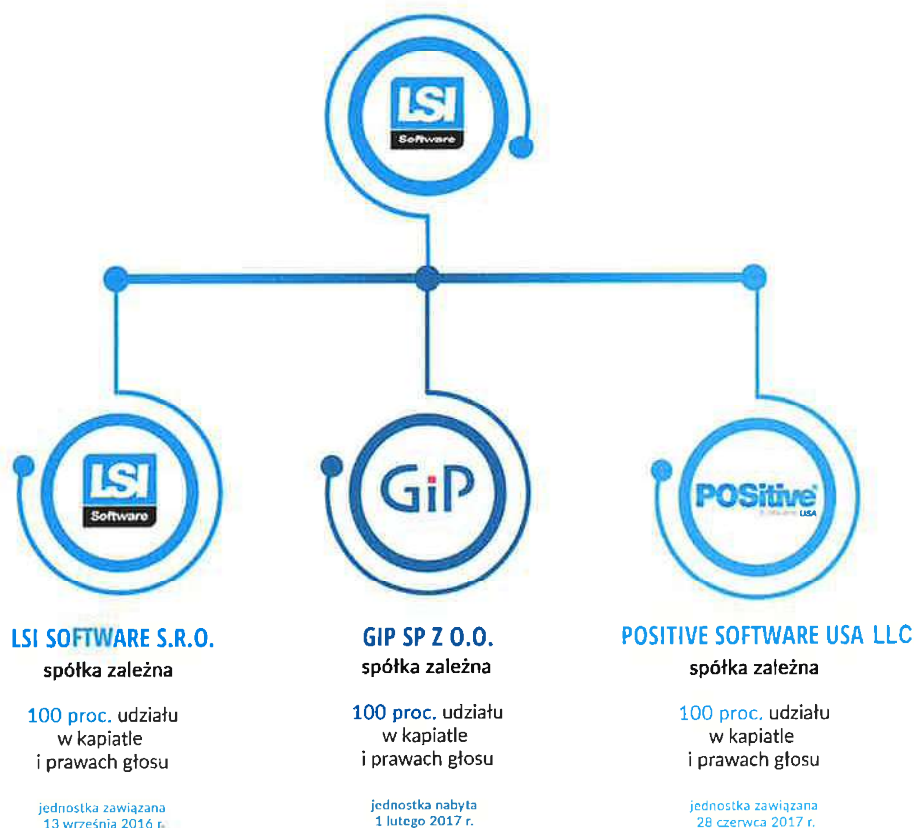 LSI
Software
LSI
Software
GiP
POSitive
USA
LSI SOFTWARE S.R.O.
spółka zależna
100 proc. udziału
w kapiatle
i prawach głosu
jednostka zawiązana
13 września 2016 r.
GIP SP Z O.O.
spółka zależna
100 proc. udziału
w kapiatle
i prawach głosu
jednostka nabyta
1 lutego 2017 r.
POSITIVE SOFTWARE USA LLC
spółka zależna
100 proc. udziału
w kapiatle
i prawach głosu
jednostka zawiązana
28 czerwca 2017 r.